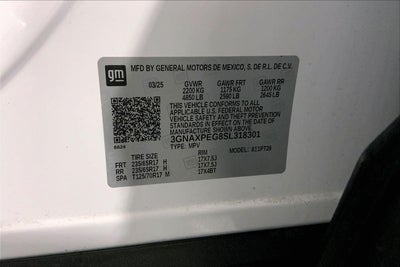 gm
MFD BY GENERAL MOTORS DE MEXICO, S. DE R.L. DE C.V.
03/25 GVWR GAWR FRT GAWR RR
2200 KG 1175 KG 1200 KG
4850 LB 2590 LB 2645 LB
THIS VEHICLE CONFORMS TO ALL
APPLICABLE U.S. FEDERAL MOTOR
VEHICLE SAFETY AND THEFT
PREVENTION STANDARDS IN
EFFECT ON THE DATE OF
MANUFACTURE SHOWN ABOVE.
3GNAXPEG8SL318301
TYPE: MPV MODEL:
TIRE SIZE RIM
FRT 235/65R17 H 17X7.5J
RR 235/65R17 H 17X7.5J
SPA T125/70R17 M 17X4BT